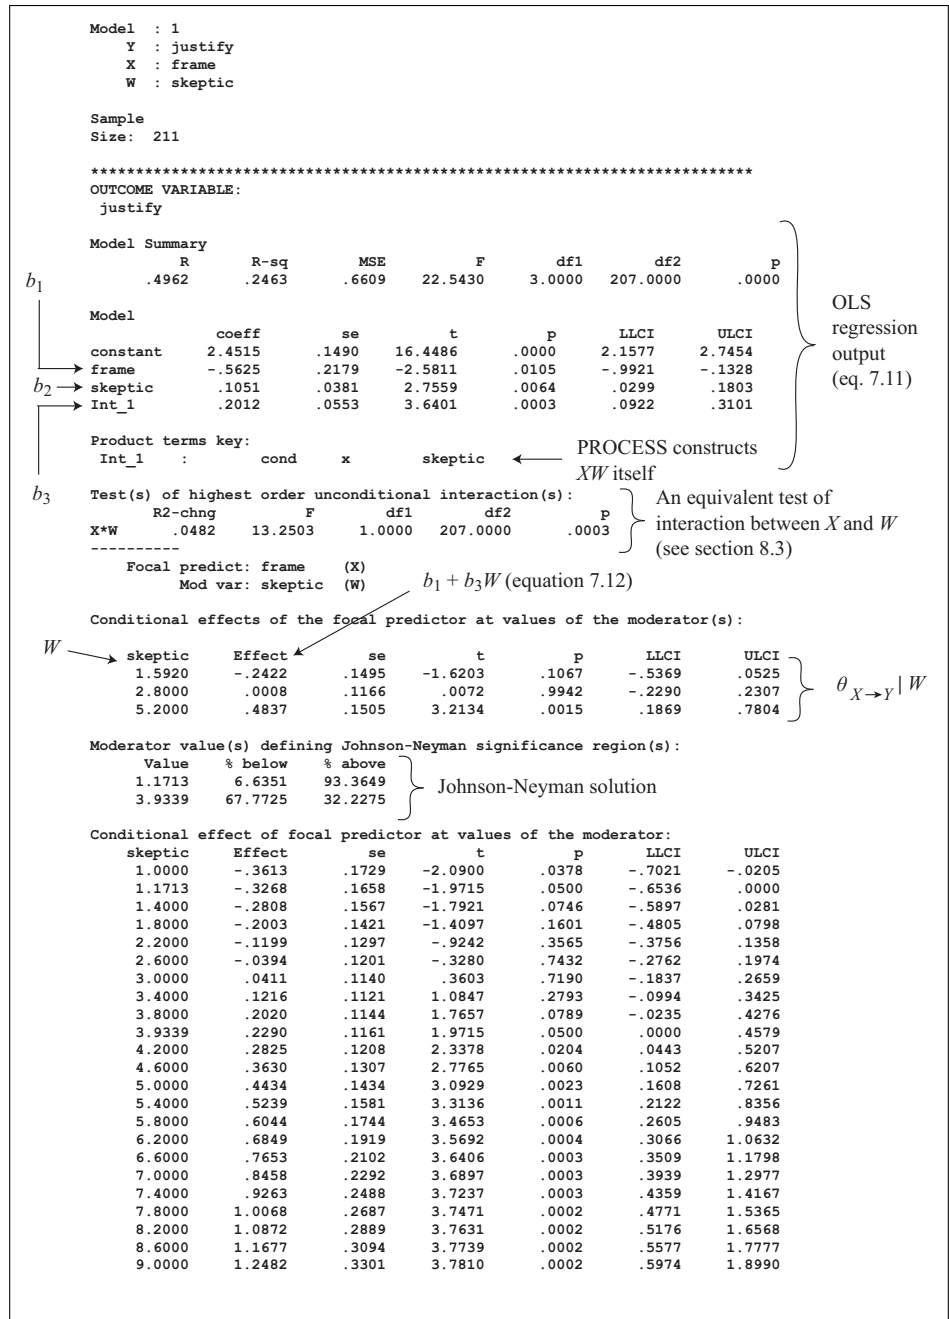 Model : 1
Y : justify
X : frame
W : skeptic
Sample
Size: 211
**************************************************************************
OUTCOME VARIABLE:
justify
Model Summary
R R-sq MSE F df1 df2 p
.4962 .2463 .6609 22.5430 3.0000 207.0000 .0000
b1
Model
coeff se t p LLCI ULCI
constant 2.4515 .1490 16.4486 .0000 2.1577 2.7454
frame -.5625 .2179 -2.5811 .0105 -.9921 -.1328
b2 skeptic .1051 .0381 2.7559 .0064 .0299 .1803
Int_1 .2012 .0553 3.6401 .0003 .0922 .3101
OLS
regression
output
(eq. 7.11)
Product terms key:
Int_1 : cond x skeptic
PROCESS constructs
XW itself
b3
Test(s) of highest order unconditional interaction(s):
R2-chng F df1 df2 p
X*W .0482 13.2503 1.0000 207.0000 .0003
----------
An equivalent test of
interaction between X and W
(see section 8.3)
Focal predict: frame (X)
Mod var: skeptic (W)
b1 + b3W (equation 7.12)
Conditional effects of the focal predictor at values of the moderator(s):
W
skeptic Effect se t p LLCI ULCI
1.5920 -.2422 .1495 -1.6203 .1067 -.5369 .0525
2.8000 .0008 .1166 .0072 .9942 -.2290 .2307
5.2000 .4837 .1505 3.2134 .0015 .1869 .7804
θX→Y | W
Moderator value(s) defining Johnson-Neyman significance region(s):
Value % below % above
1.1713 6.6351 93.3649
3.9339 67.7725 32.2275
Johnson-Neyman solution
Conditional effect of focal predictor at values of the moderator:
skeptic Effect se t p LLCI ULCI
1.0000 -.3613 .1729 -2.0900 .0378 -.7021 -.0205
1.1713 -.3268 .1658 -1.9715 .0500 -.6536 .0000
1.4000 -.2808 .1567 -1.7921 .0746 -.5897 .0281
1.8000 -.2003 .1421 -1.4097 .1601 -.4805 .0798
2.2000 -.1199 .1297 -.9242 .3565 -.3756 .1358
2.6000 -.0394 .1201 -.3280 .7432 -.2762 .1974
3.0000 .0411 .1140 .3603 .7190 -.1837 .2659
3.4000 .1216 .1121 1.0847 .2793 -.0994 .3425
3.8000 .2020 .1144 1.7657 .0789 -.0235 .4276
3.9339 .2290 .1161 1.9715 .0500 .0000 .4579
4.2000 .2825 .1208 2.3378 .0204 .0443 .5207
4.6000 .3630 .1307 2.7765 .0060 .1052 .6207
5.0000 .4434 .1434 3.0929 .0023 .1608 .7261
5.4000 .5239 .1581 3.3136 .0011 .2122 .8356
5.8000 .6044 .1744 3.4653 .0006 .2605 .9483
6.2000 .6849 .1919 3.5692 .0004 .3066 1.0632
6.6000 .7653 .2102 3.6406 .0003 .3509 1.1798
7.0000 .8458 .2292 3.6897 .0003 .3939 1.2977
7.4000 .9263 .2488 3.7237 .0003 .4359 1.4167
7.8000 1.0068 .2687 3.7471 .0002 .4771 1.5365
8.2000 1.0872 .2889 3.7631 .0002 .5176 1.6568
8.6000 1.1677 .3094 3.7739 .0002 .5577 1.7777
9.0000 1.2482 .3301 3.7810 .0002 .5974 1.8990